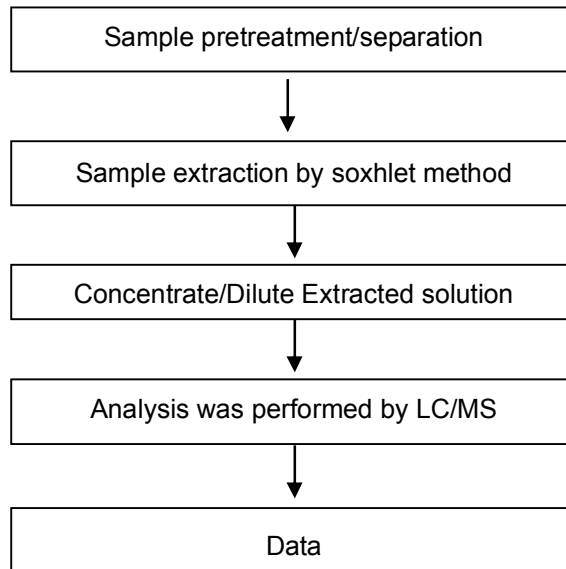 Sample pretreatment/separation
Sample extraction by soxhlet method
Concentrate/Dilute Extracted solution
Analysis was performed by LC/MS
Data